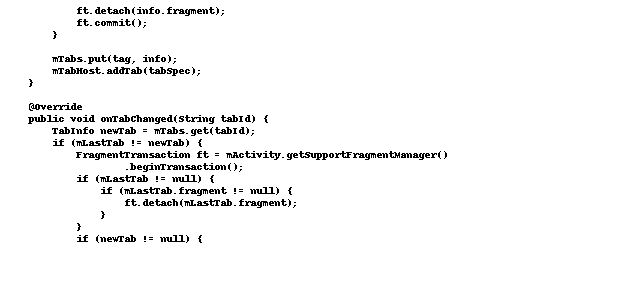 ft.detach(info.fragment);
ft.commit();
}
mTabs.put(tag, info);
mTabHost.addTab(tabSpec);
}
@Override
public void onTabChanged(String tabId) {
TabInfo newTab = mTabs.get(tabId);
if (mLastTab != newTab) {
FragmentTransaction ft = mActivity.getSupportFragmentManager()
.beginTransaction();
if (mLastTab != null) {
if (mLastTab.fragment != null) {
ft.detach(mLastTab.fragment);
}
}
if (newTab != null) {